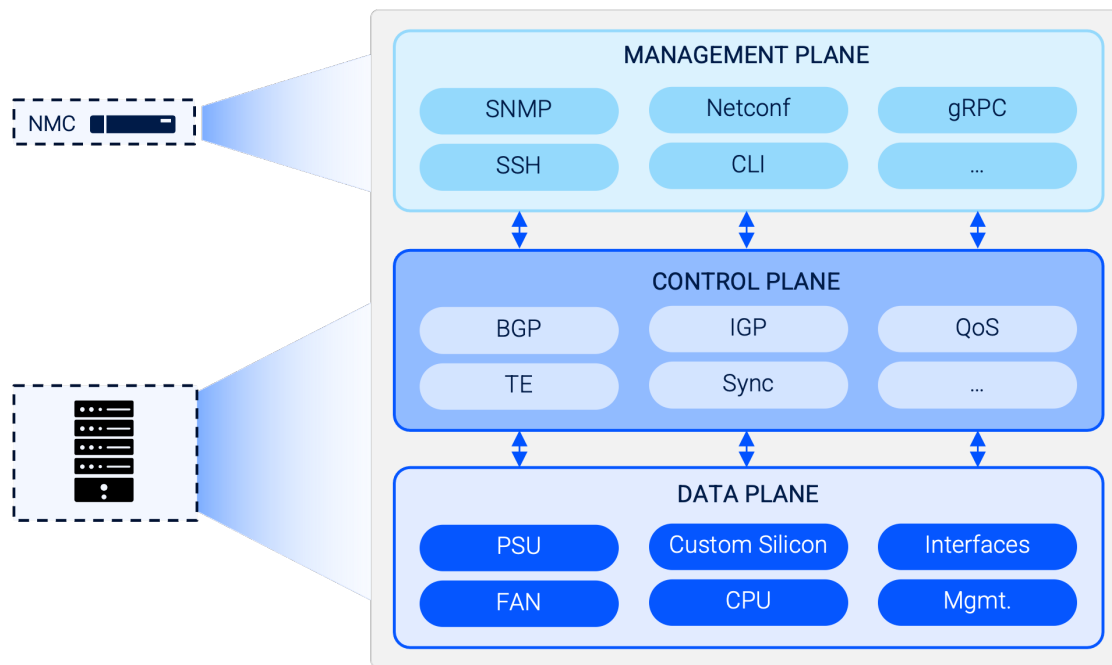 MANAGEMENT PLANE
NMC
SNMP
Netconf
gRPC
SSH
CLI
...
CONTROL PLANE
BGP
IGP
QoS
TE
Sync
...
DATA PLANE
PSU
Custom Silicon
Interfaces
FAN
CPU
Mgmt.